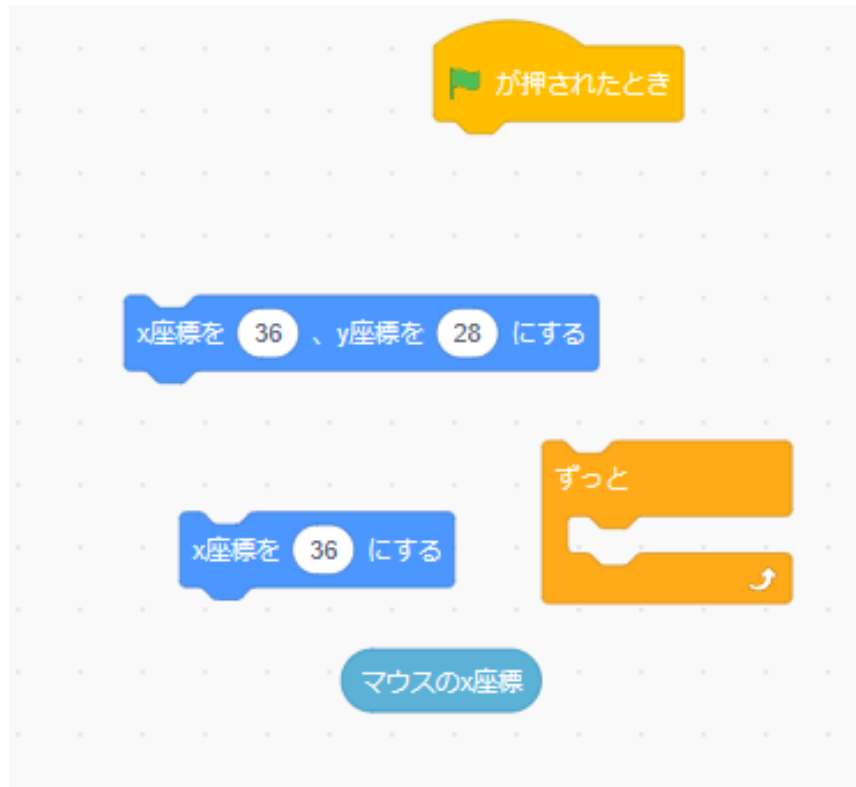 が押されたとき
x座標を 36 、y座標を 28 にする
ずっと
x座標を 36 にする
マウスのx座標